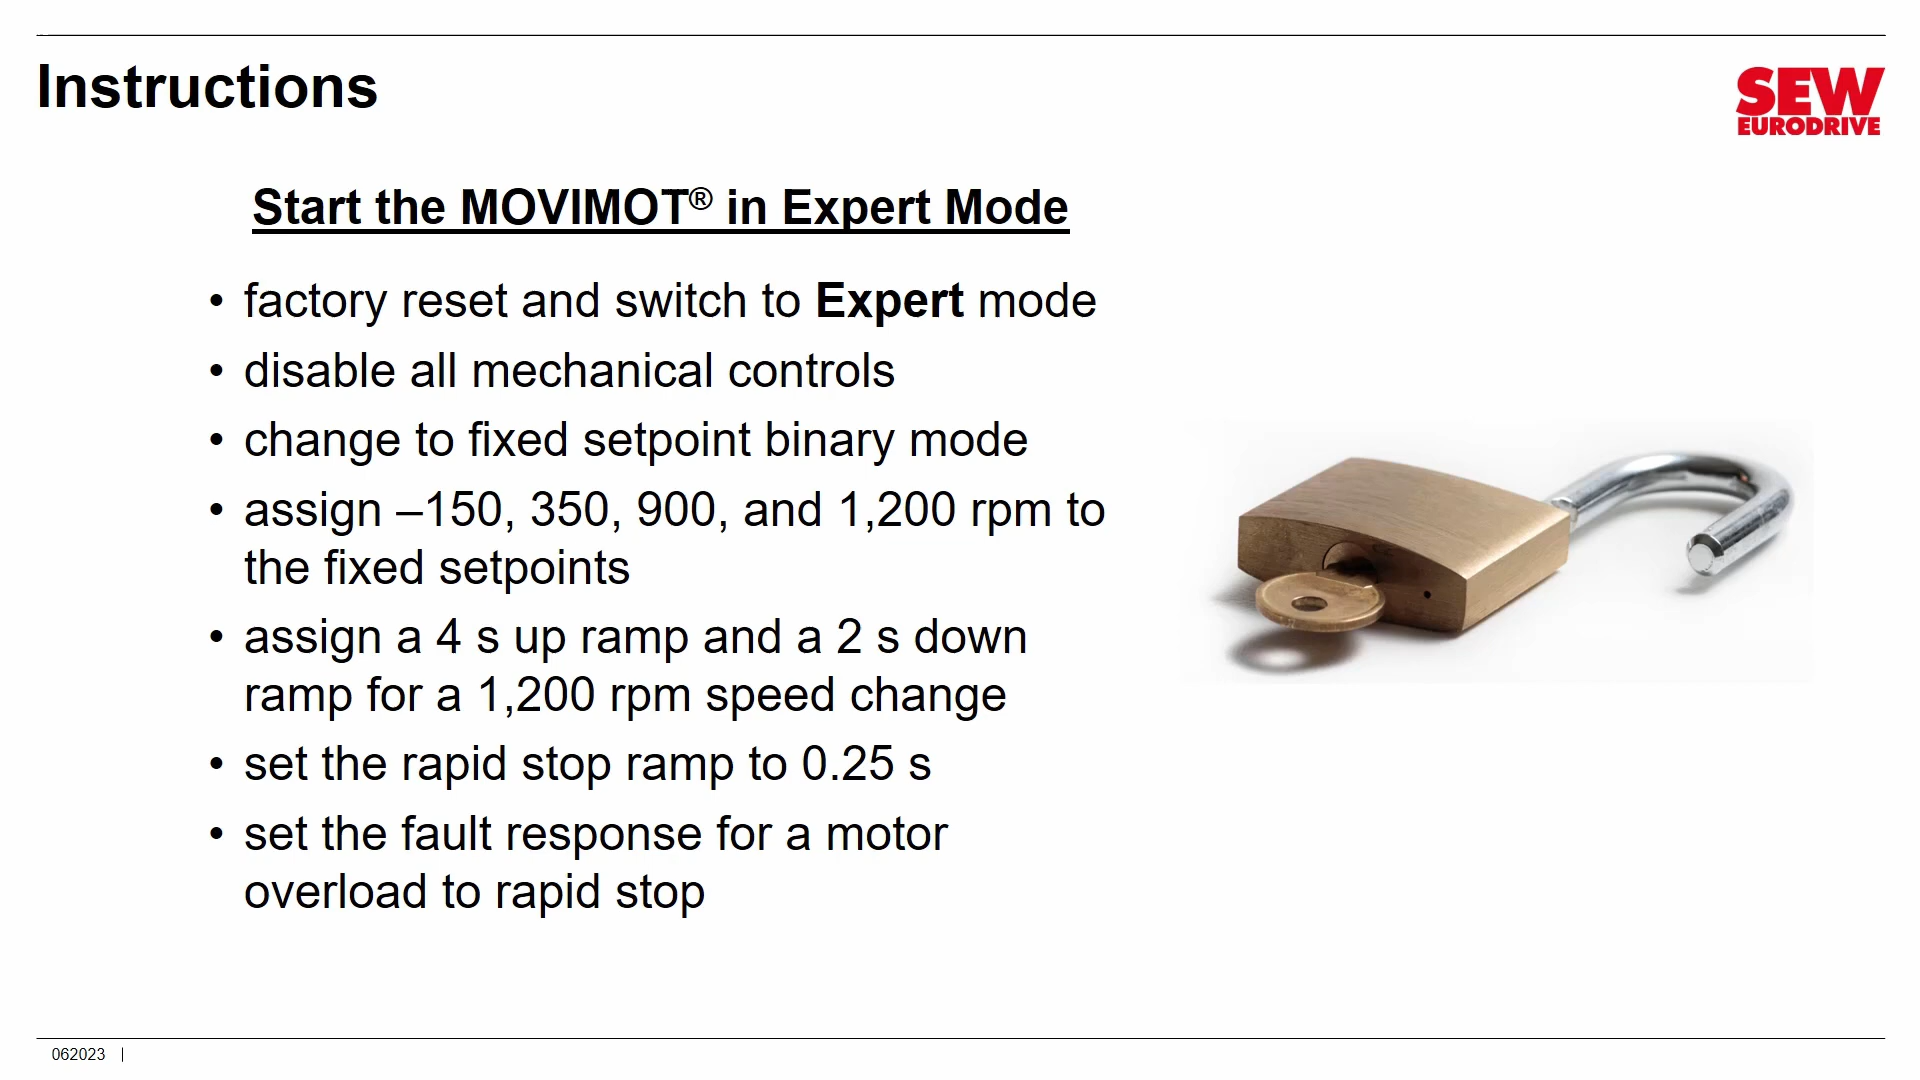 Instructions
SEW
EURODRIVE
Start the MOVIMOT® in Expert Mode
• factory reset and switch to Expert mode
• disable all mechanical controls
• change to fixed setpoint binary mode
• assign –150, 350, 900, and 1,200 rpm to
the fixed setpoints
• assign a 4 s up ramp and a 2 s down
ramp for a 1,200 rpm speed change
• set the rapid stop ramp to 0.25 s
• set the fault response for a motor
overload to rapid stop
062023 |